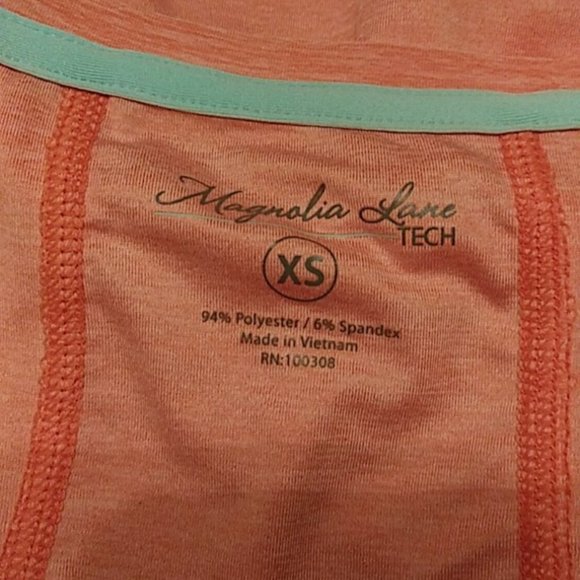 Magnolia Lane
TECH
XS
94% Polyester / 6% Spandex
Made in Vietnam
RN:100308